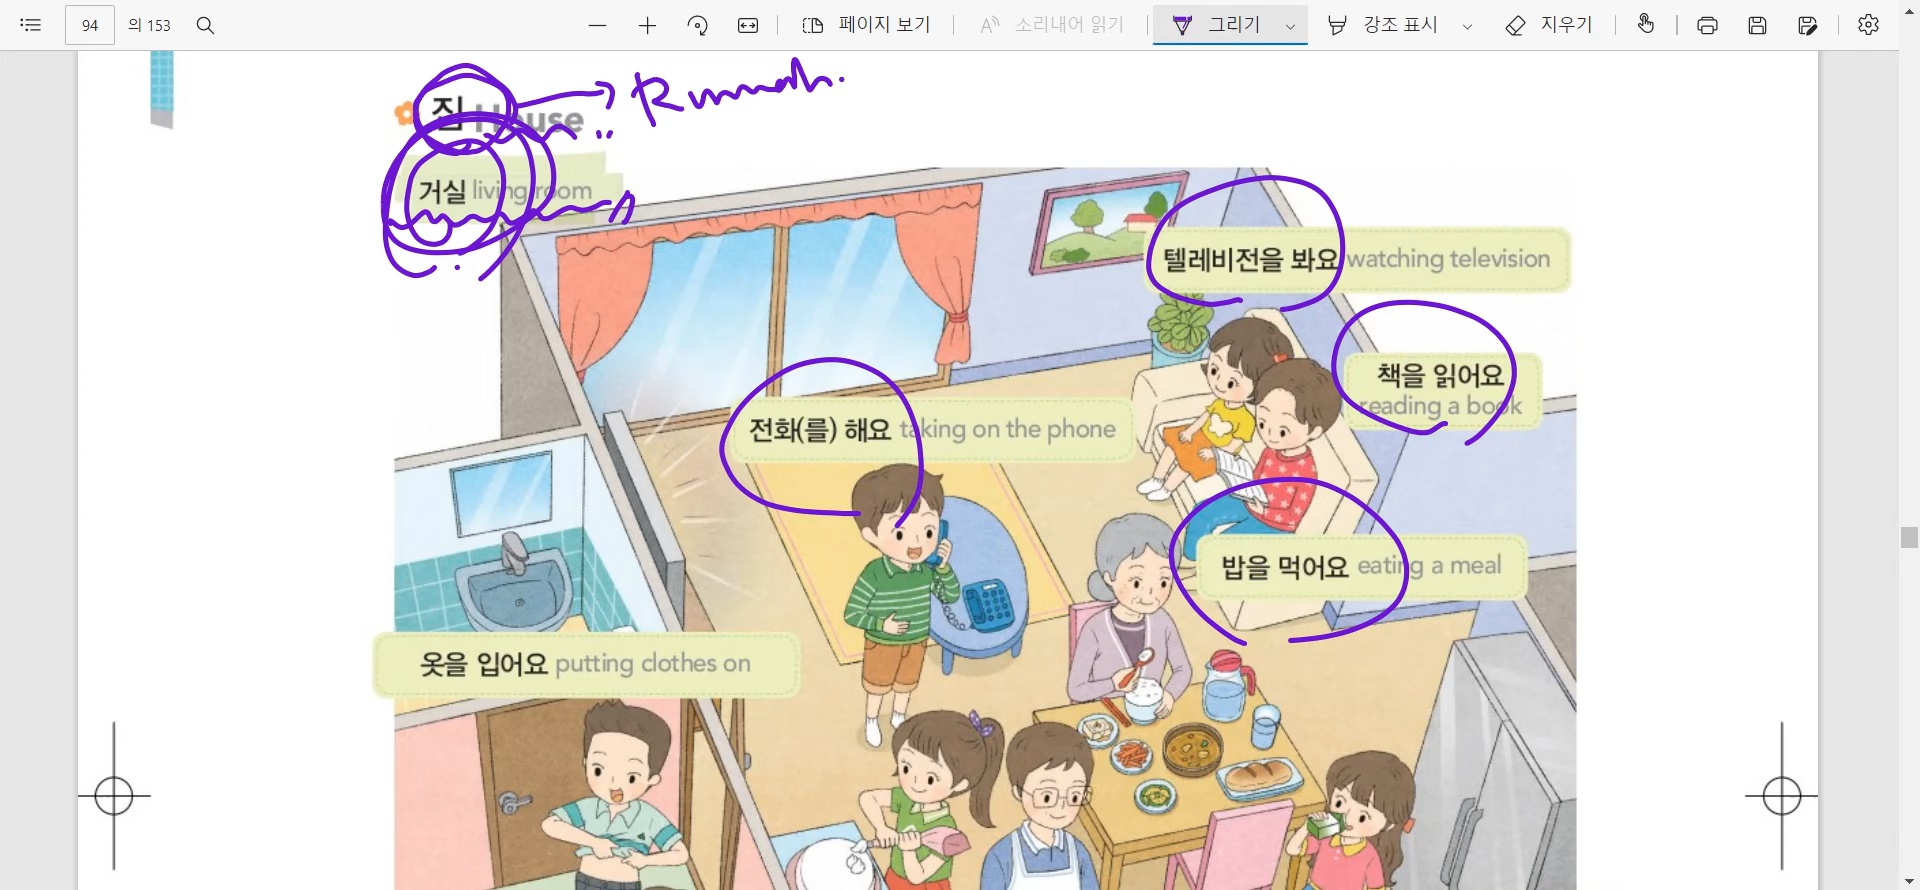 94 의 153 페이지 보기 소리내어 읽기 그리기 강조 표시 지우기
집 House
Rumah.
거실 living room
텔레비전을 봐요 watching television
책을 읽어요
reading a book
전화(를) 해요 taking on the phone
밥을 먹어요 eating a meal
옷을 입어요 putting clothes on